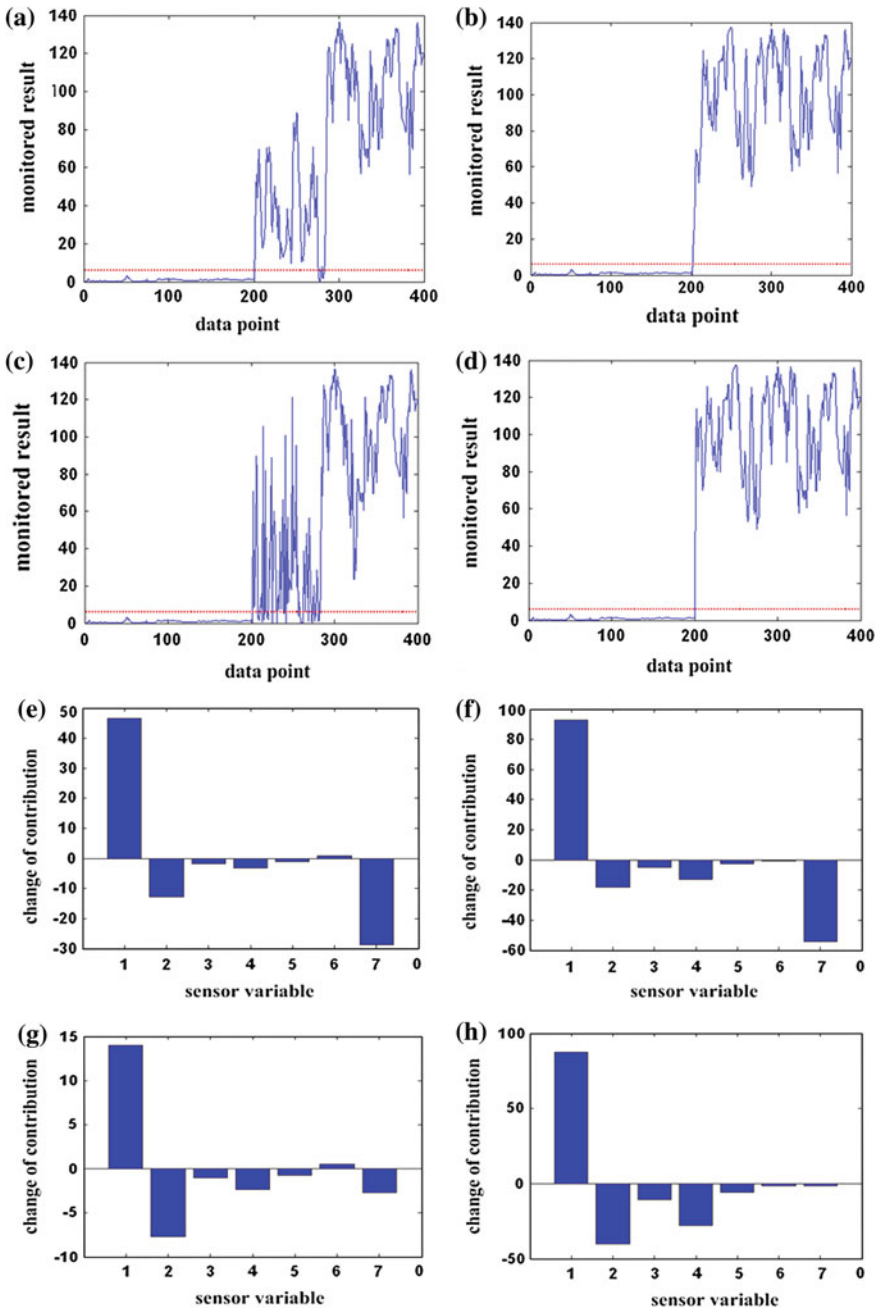 (a)
140
120
100
80
60
40
20
0
monitored result
0 100 200 300 400
data point
(b)
140
120
100
80
60
40
20
0
monitored result
0 100 200 300 400
data point
(c)
140
120
100
80
60
40
20
0
monitored result
0 100 200 300 400
data point
(d)
140
120
100
80
60
40
20
0
monitored result
0 100 200 300 400
data point
(e)
50
40
30
20
10
0
-10
-20
-30
change of contribution
1 2 3 4 5 6 7 0
sensor variable
(f)
100
80
60
40
20
0
-20
-40
-60
change of contribution
1 2 3 4 5 6 7 0
sensor variable
(g)
15
10
5
0
-5
-10
change of contribution
1 2 3 4 5 6 7 0
sensor variable
(h)
100
50
0
-50
change of contribution
1 2 3 4 5 6 7 0
sensor variable